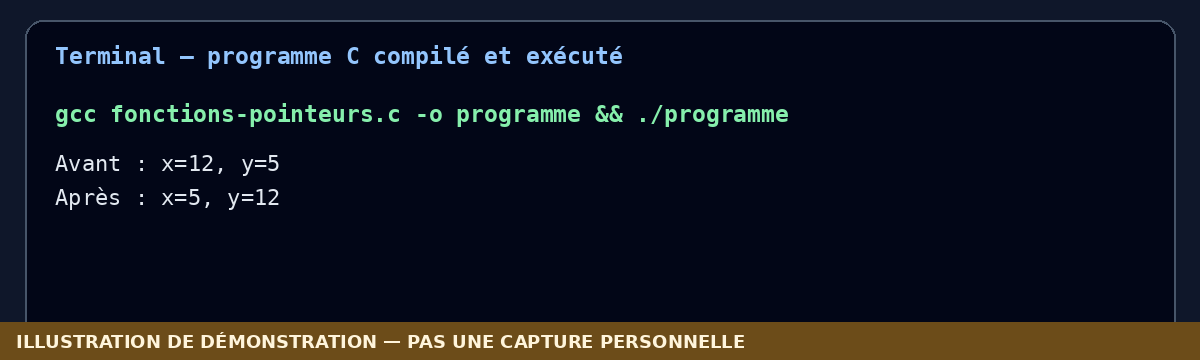 Terminal — programme C compilé et exécuté
gcc fonctions-pointeurs.c -o programme && ./programme
Avant : x=12, y=5
Après : x=5, y=12
ILLUSTRATION DE DÉMONSTRATION — PAS UNE CAPTURE PERSONNELLE